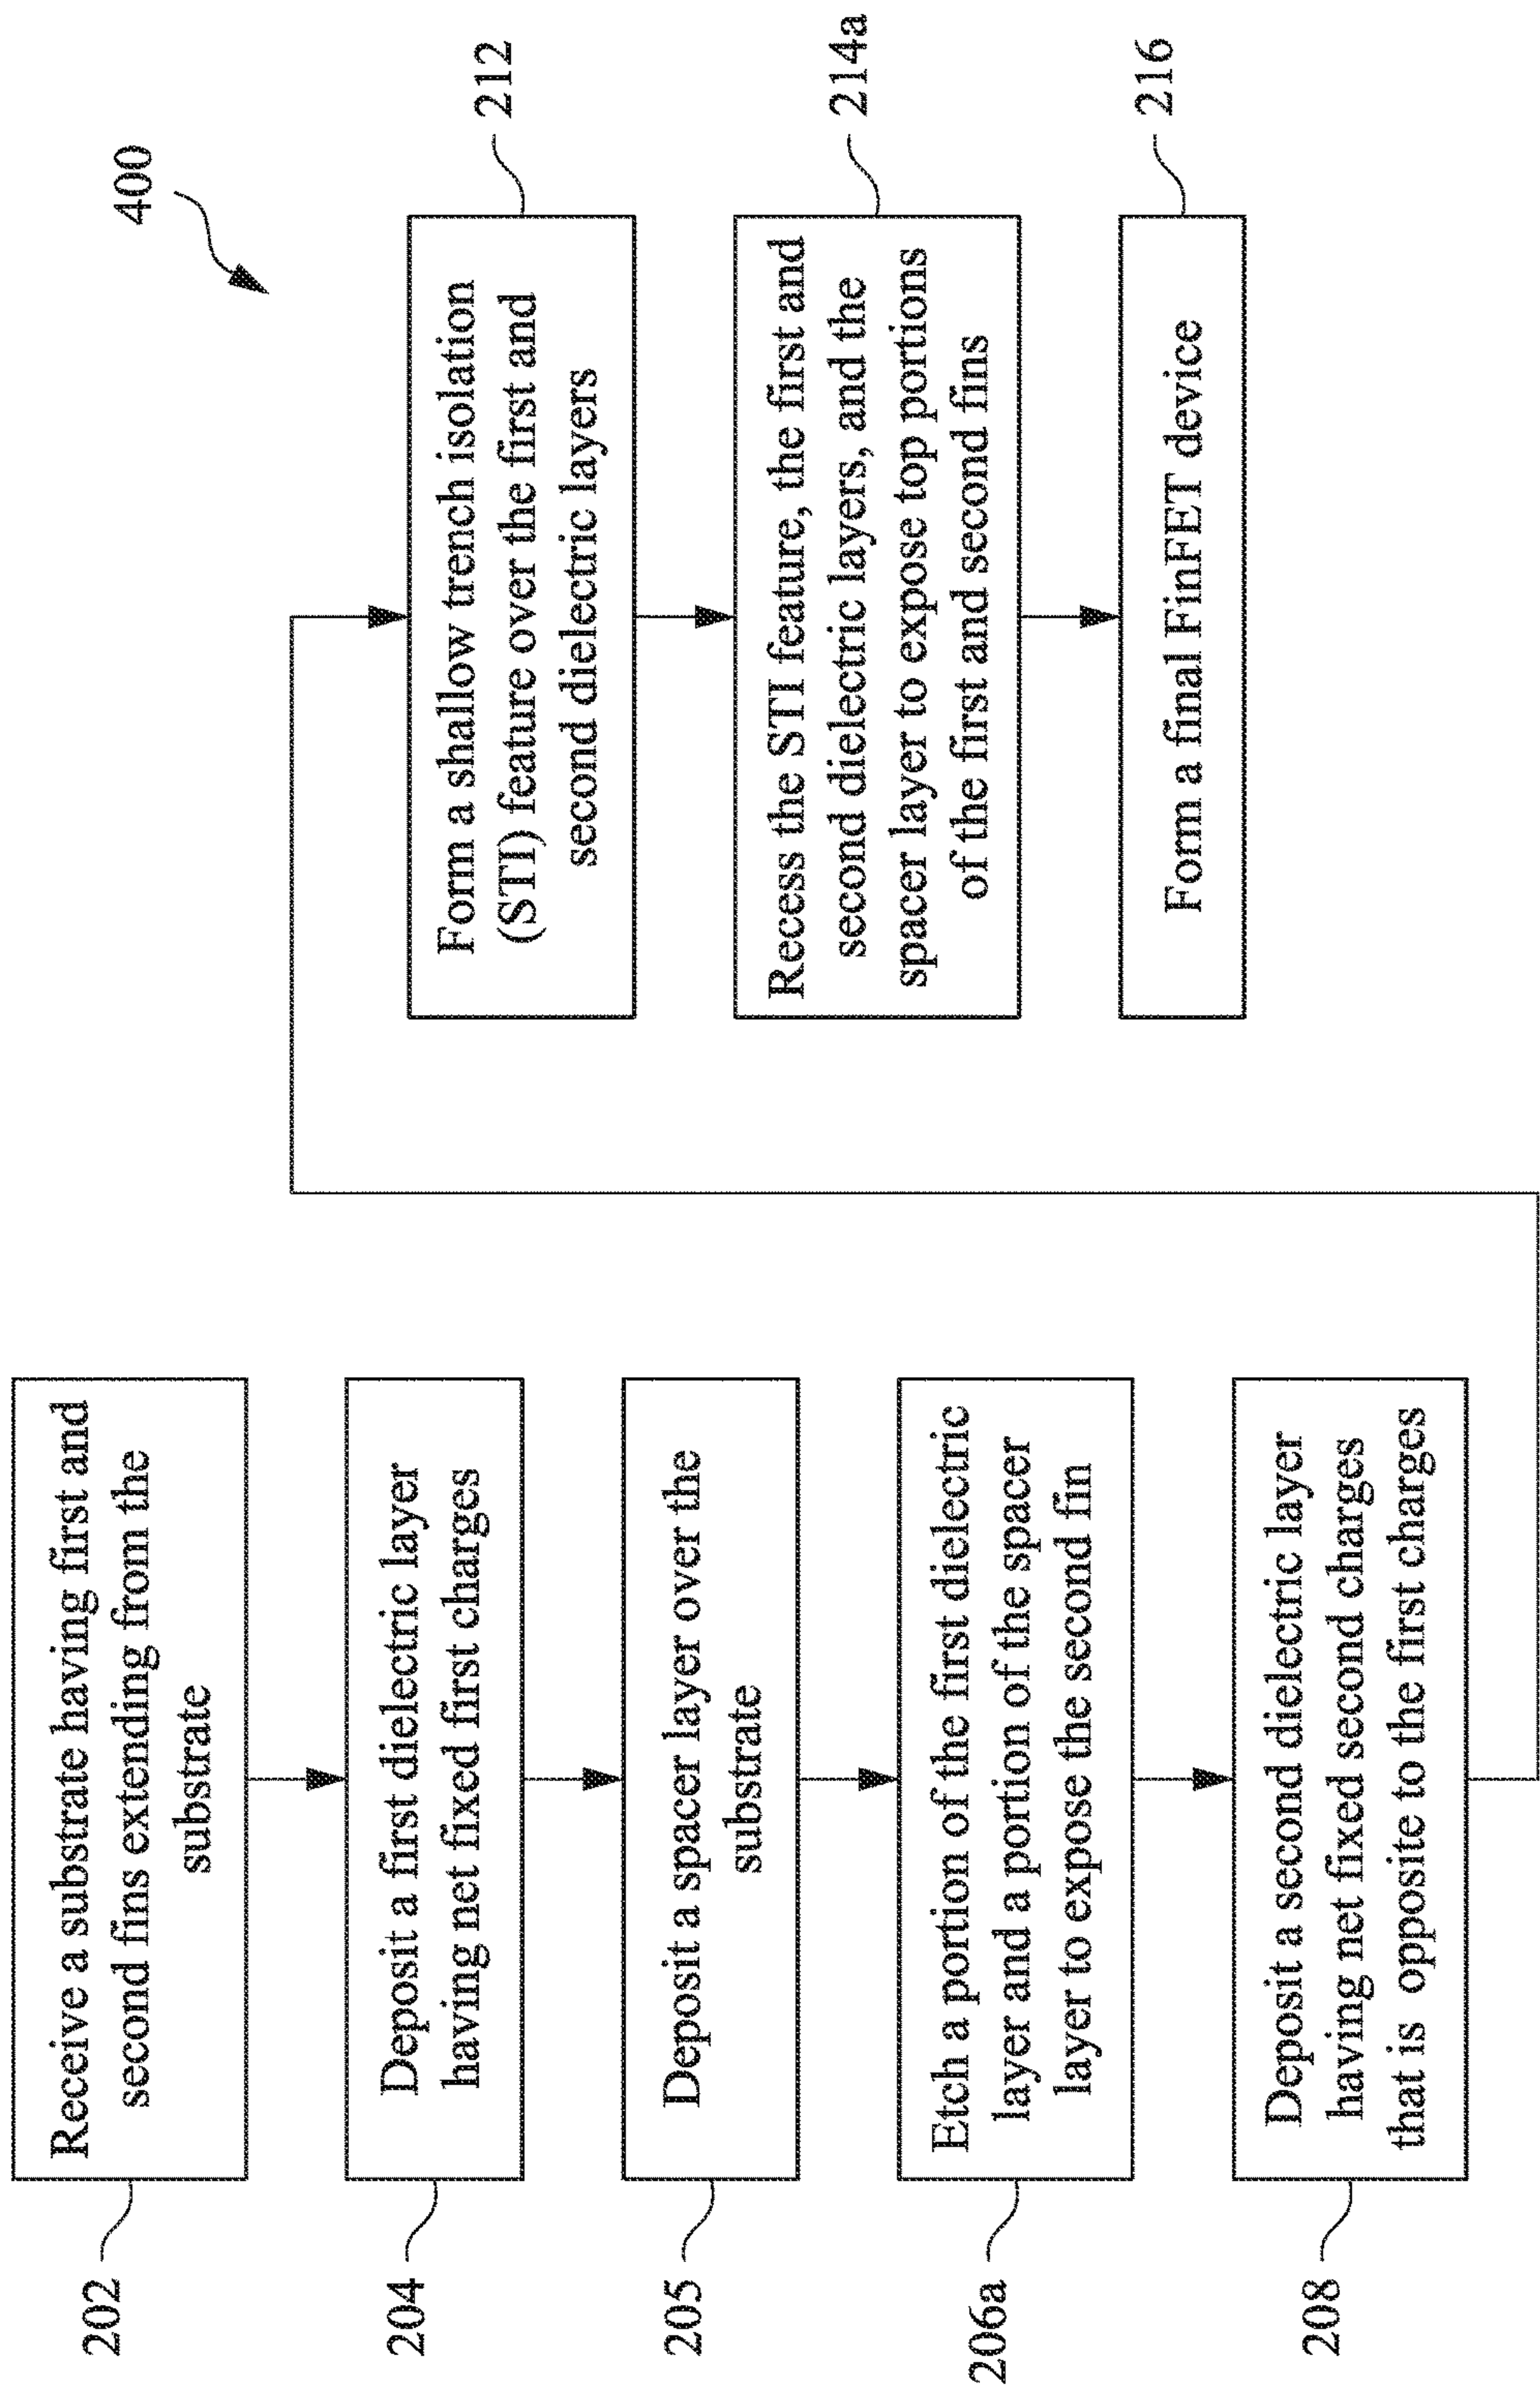 400
202
Receive a substrate having first and
second fins extending from the
substrate
204
Deposit a first dielectric layer
having net fixed first charges
205
Deposit a spacer layer over the
substrate
206a
Etch a portion of the first dielectric
layer and a portion of the spacer
layer to expose the second fin
208
Deposit a second dielectric layer
having net fixed second charges
that is opposite to the first charges
Form a shallow trench isolation
(STI) feature over the first and
second dielectric layers
212
Recess the STI feature, the first and
second dielectric layers, and the
spacer layer to expose top portions
of the first and second fins
214a
Form a final FinFET device
216